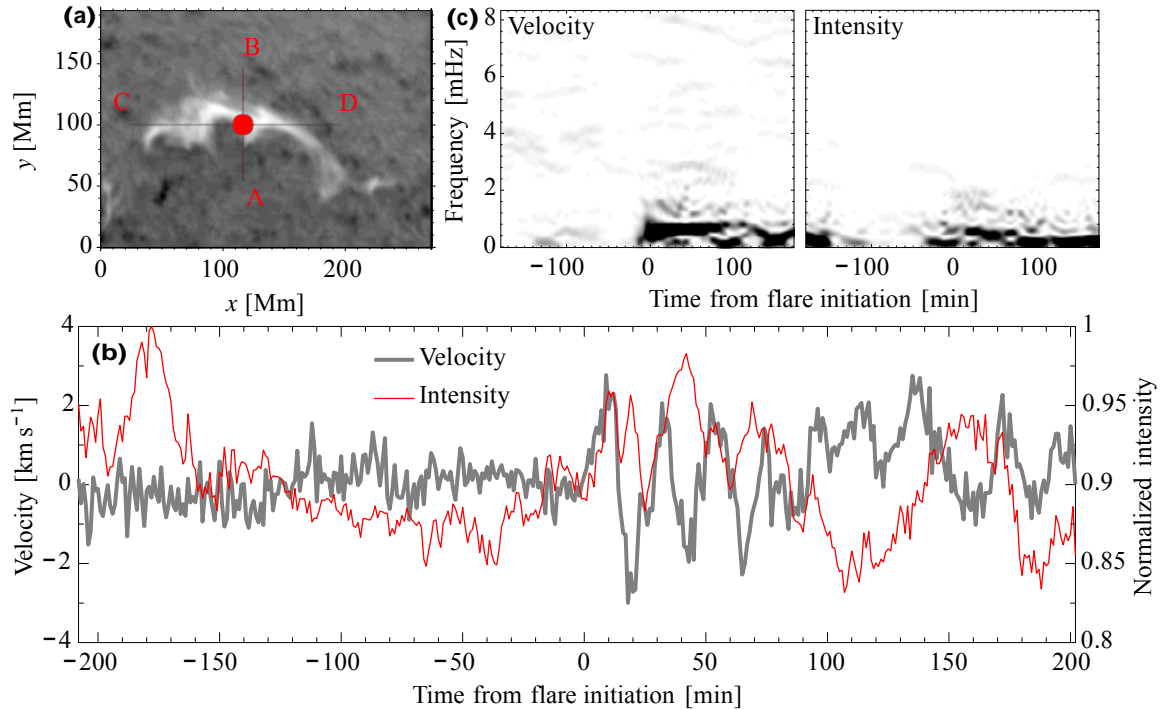 (a)
y [Mm]
150
100
50
0
0
100
200
x [Mm]
B
C
D
A
(c)
Frequency [mHz]
8
6
4
2
0
Velocity
Intensity
−100
0
100
−100
0
100
Time from flare initiation [min]
(b)
Velocity [km s⁻¹]
4
2
0
−2
−4
Velocity
Intensity
1
0.95
0.9
0.85
0.8
Normalized intensity
−200
−150
−100
−50
0
50
100
150
200
Time from flare initiation [min]